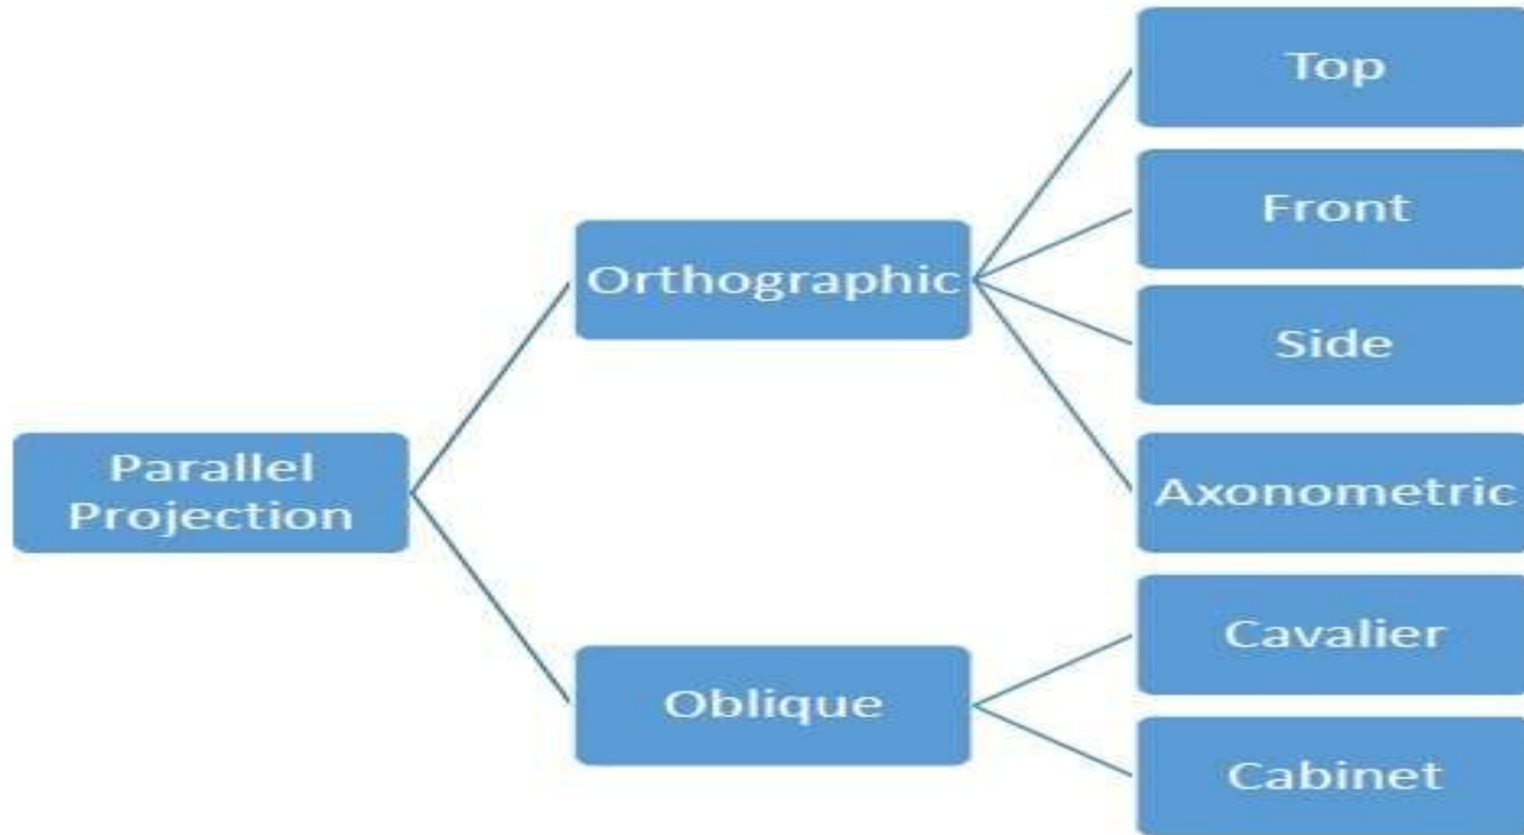 Parallel
Projection
Orthographic
Oblique
Top
Front
Side
Axonometric
Cavalier
Cabinet